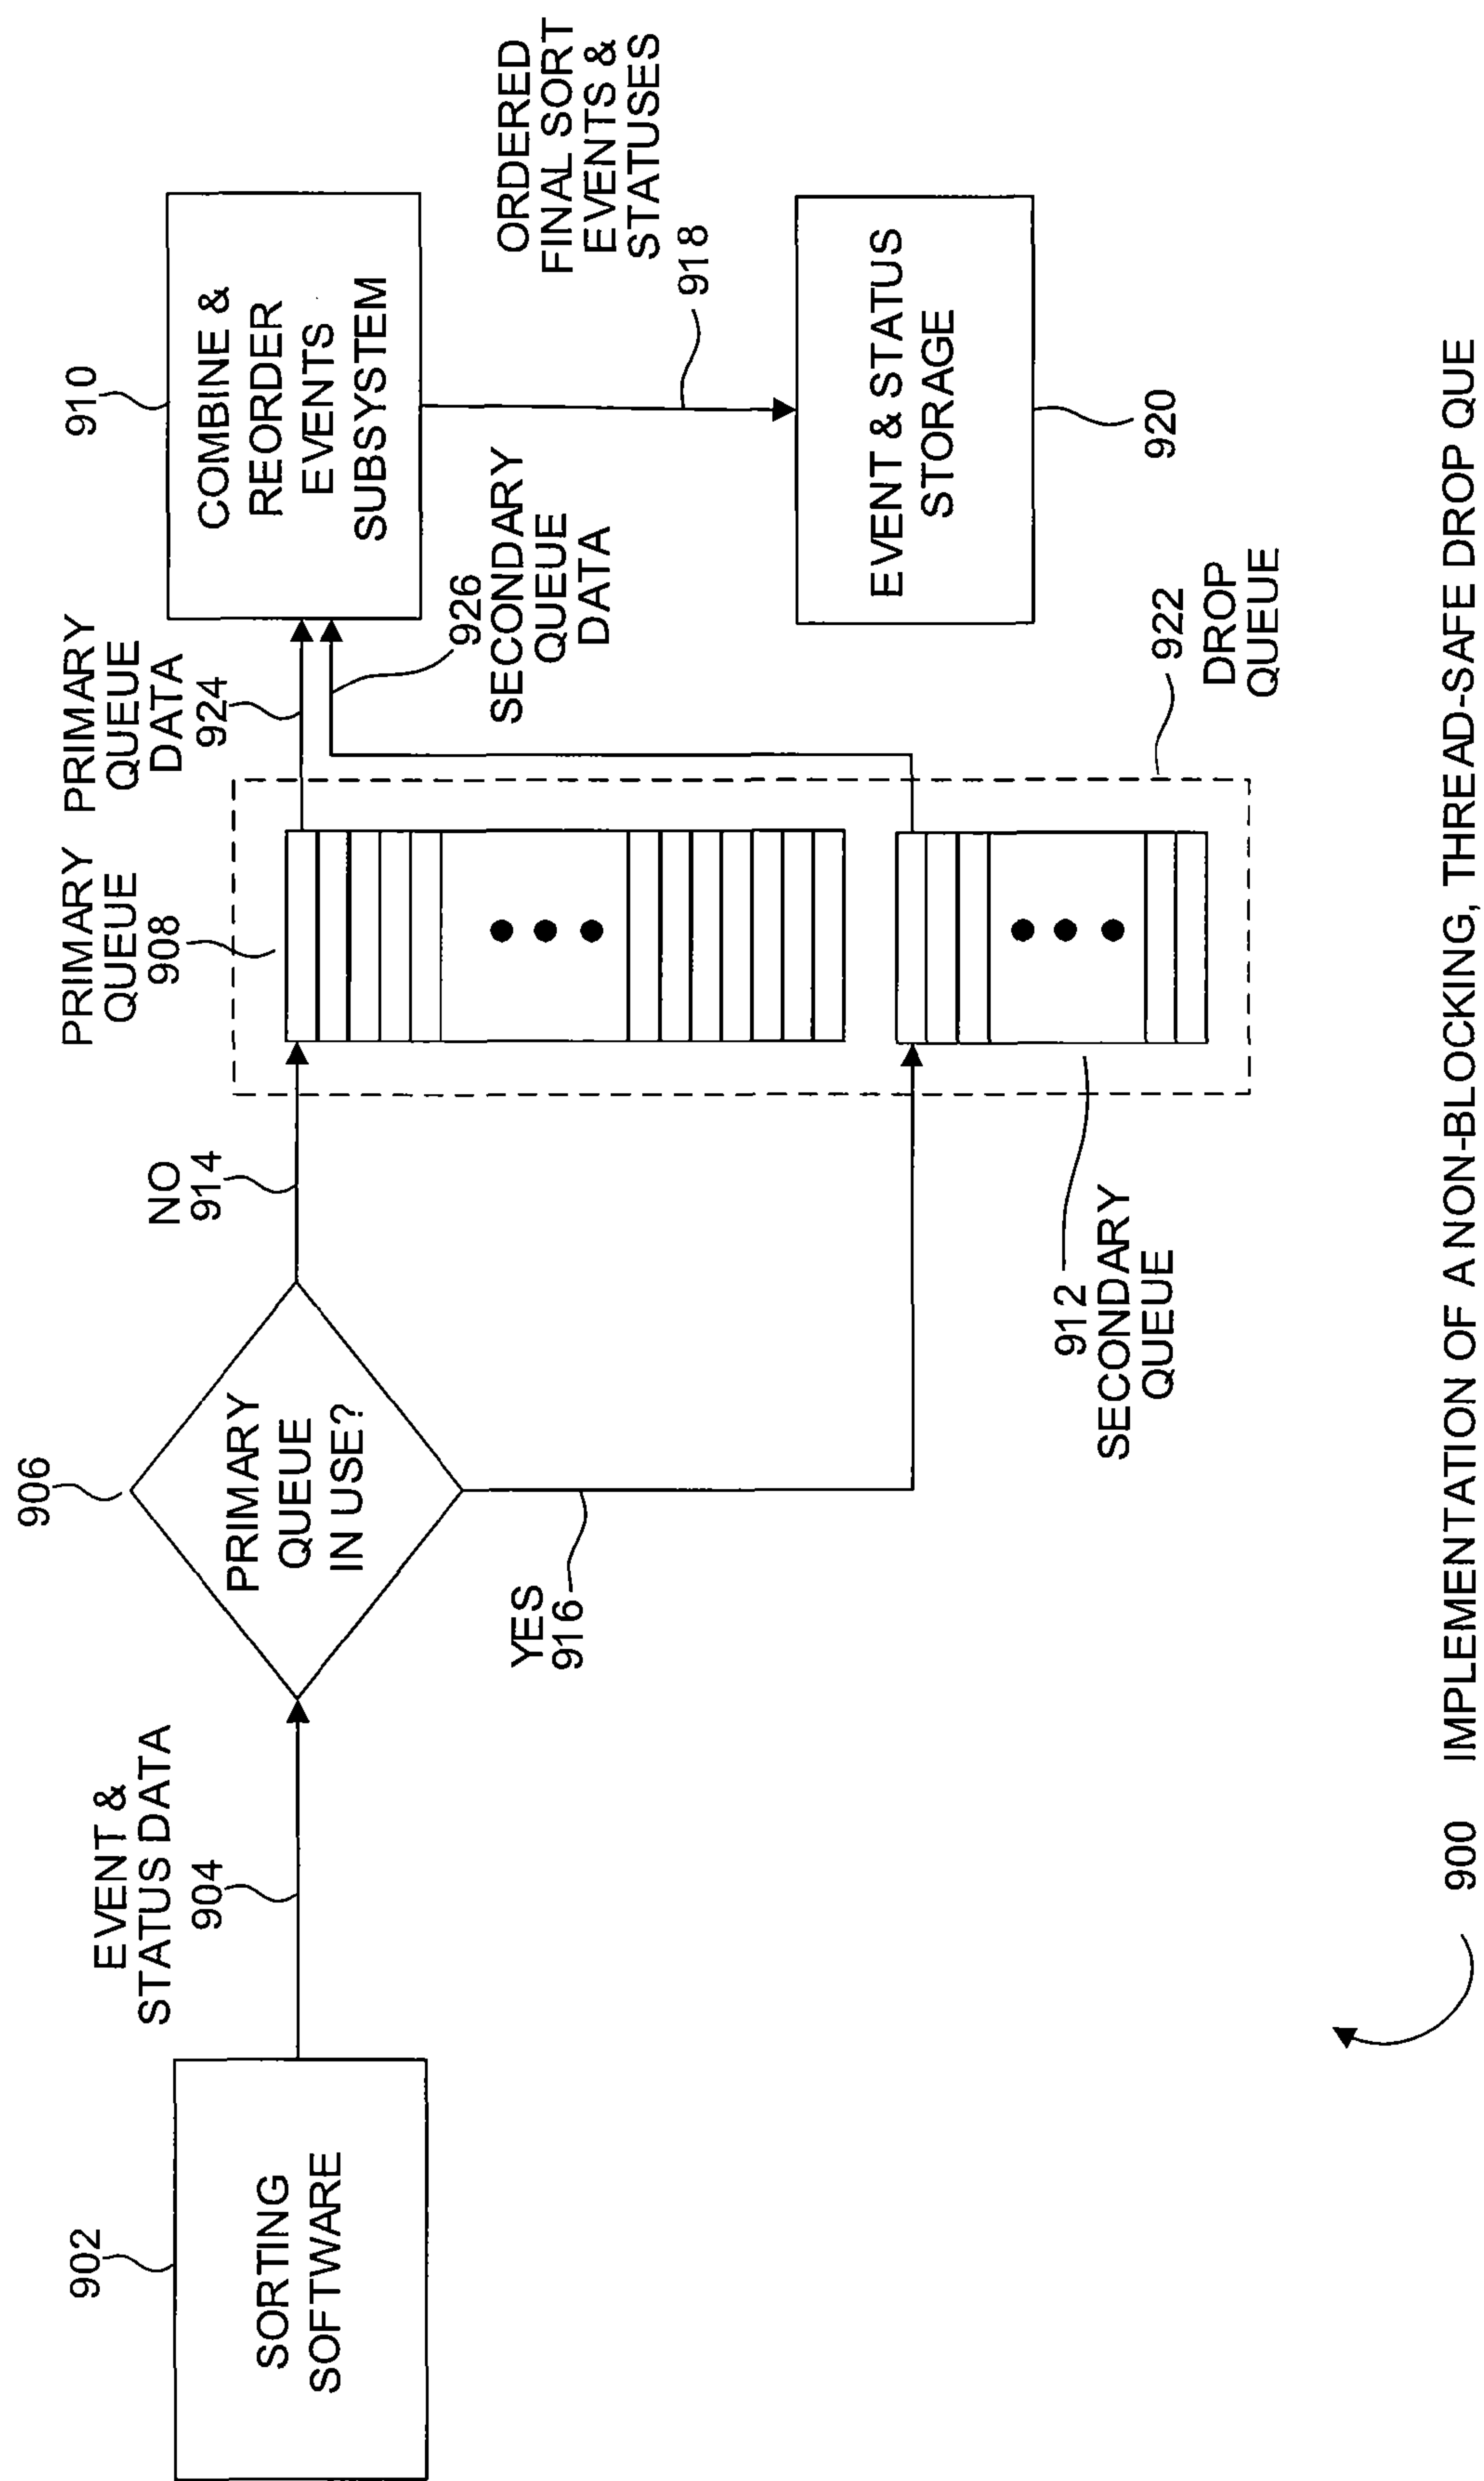 902
SORTING
SOFTWARE
EVENT &
STATUS DATA
904
906
PRIMARY
QUEUE
IN USE?
NO
914
YES
916
PRIMARY
QUEUE
908
912
SECONDARY
QUEUE
PRIMARY
QUEUE
DATA
924
926
SECONDARY
QUEUE
DATA
922
DROP
QUEUE
910
COMBINE &
REORDER
EVENTS
SUBSYSTEM
ORDERED
FINAL SORT
EVENTS &
STATUSES
918
EVENT & STATUS
STORAGE
920
900 IMPLEMENTATION OF A NON-BLOCKING, THREAD-SAFE DROP QUE